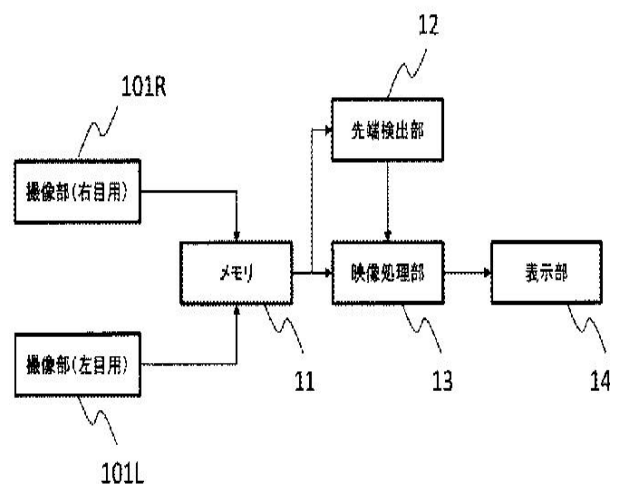 12
101R
先端検出部
撮像部(右目用)
メモリ
映像処理部
表示部
撮像部(左目用)
11
13
14
101L